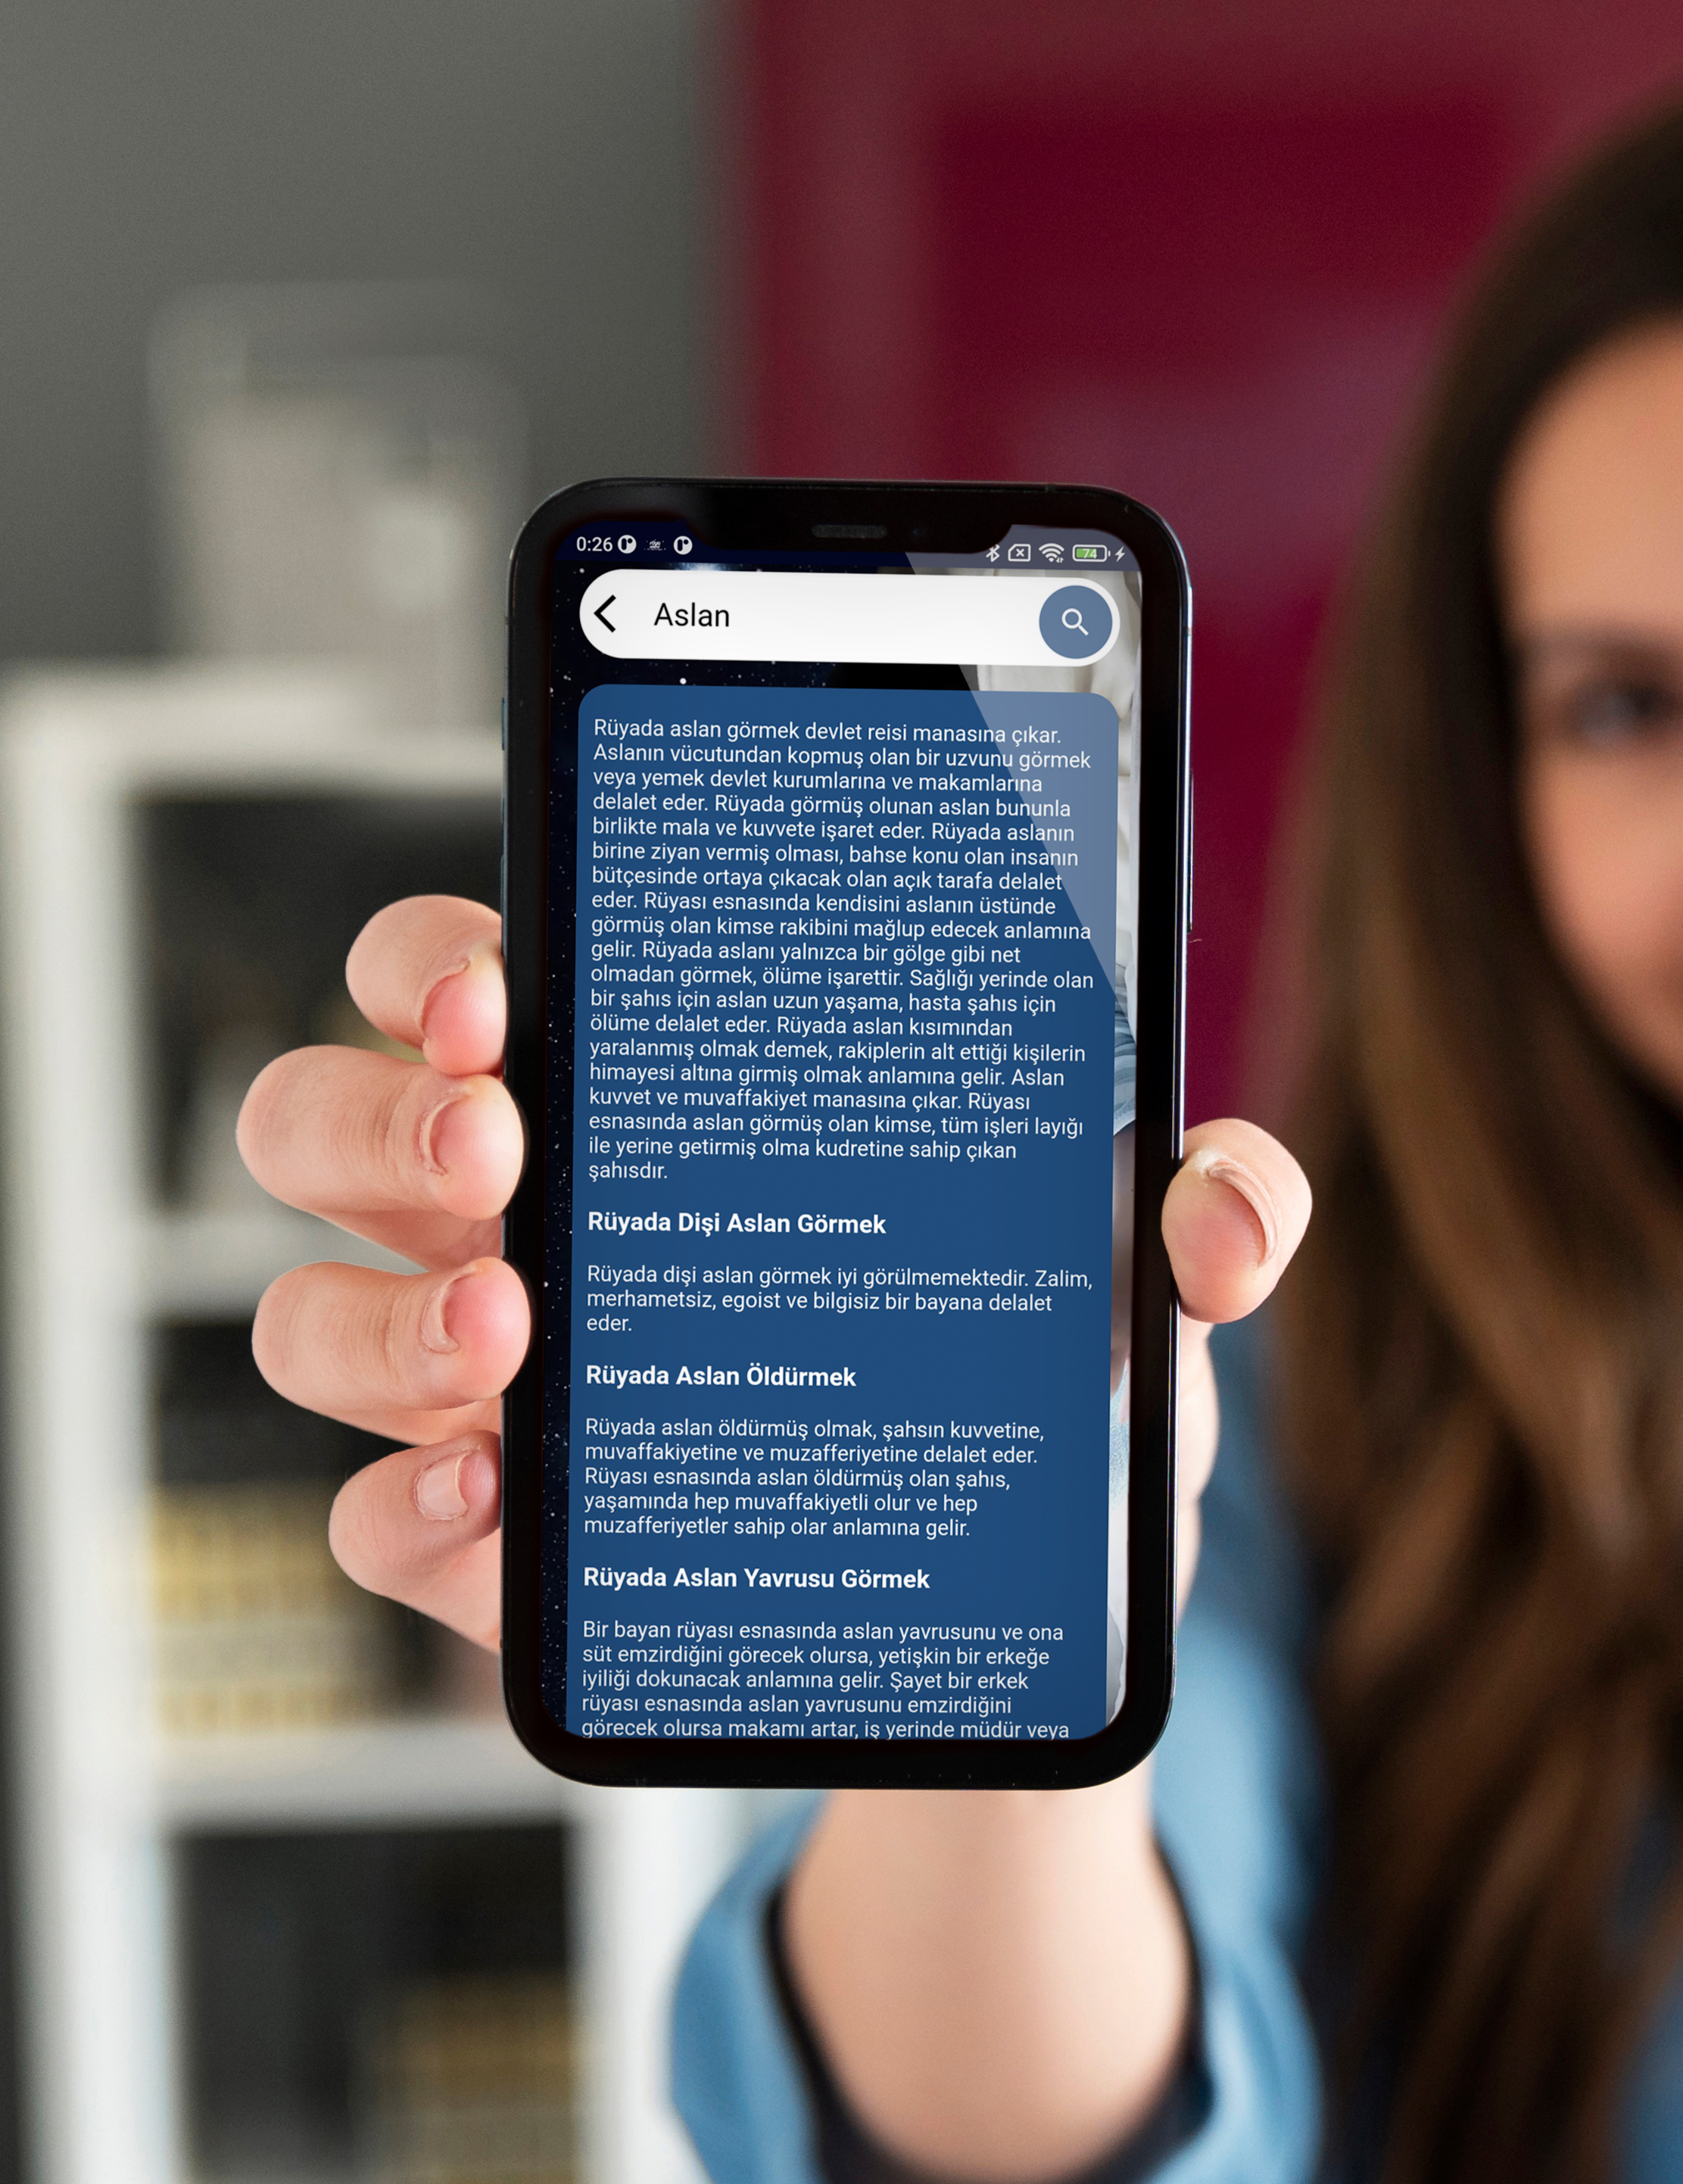 0:26
74
Aslan
Rüyada aslan görmek devlet reisi manasına çıkar.
Aslanın vücutundan kopmuş olan bir uzvunu görmek
veya yemek devlet kurumlarına ve makamlarına
delalet eder. Rüyada görmüş olunan aslan bununla
birlikte mala ve kuvvete işaret eder. Rüyada aslanın
birine ziyan vermiş olması, bahse konu olan insanın
bütçesinde ortaya çıkacak olan açık tarafa delalet
eder. Rüyası esnasında kendisini aslanın üstünde
görmüş olan kimse rakibini mağlup edecek anlamına
gelir. Rüyada aslanı yalnızca bir gölge gibi net
olmadan görmek, ölüme işarettir. Sağlığı yerinde olan
bir şahıs için aslan uzun yaşama, hasta şahıs için
ölüme delalet eder. Rüyada aslan kısımından
yaralanmış olmak demek, rakiplerin alt ettiği kişilerin
himayesi altına girmiş olmak anlamına gelir. Aslan
kuvvet ve muvaffakiyet manasına çıkar. Rüyası
esnasında aslan görmüş olan kimse, tüm işleri layığı
ile yerine getirmiş olma kudretine sahip çıkan
şahısdır.
Rüyada Dişi Aslan Görmek
Rüyada dişi aslan görmek iyi görülmemektedir. Zalim,
merhametsiz, egoist ve bilgisiz bir bayana delalet
eder.
Rüyada Aslan Öldürmek
Rüyada aslan öldürmüş olmak, şahsın kuvvetine,
muvaffakiyetine ve muzafferiyetine delalet eder.
Rüyası esnasında aslan öldürmüş olan şahıs,
yaşamında hep muvaffakiyetli olur ve hep
muzafferiyetler sahip olar anlamına gelir.
Rüyada Aslan Yavrusu Görmek
Bir bayan rüyası esnasında aslan yavrusunu ve ona
süt emzirdiğini görecek olursa, yetişkin bir erkeğe
iyiliği dokunacak anlamına gelir. Şayet bir erkek
rüyası esnasında aslan yavrusunu emzirdiğini
görecek olursa makamı artar, iş yerinde müdür veya